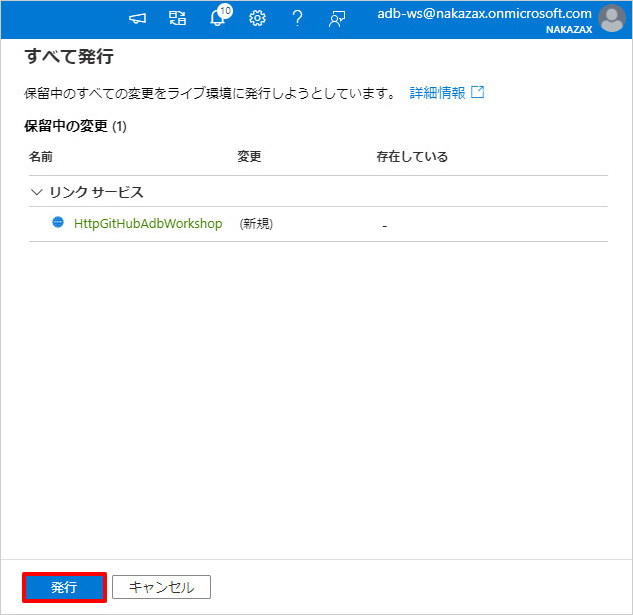 10
adb-ws@nakazax.onmicrosoft.com
NAKAZAX
すべて発行
保留中のすべての変更をライブ環境に発行しようとしています。 詳細情報
保留中の変更 (1)
名前 変更 存在している
リンク サービス
HttpGitHubAdbWorkshop (新規) -
発行 キャンセル